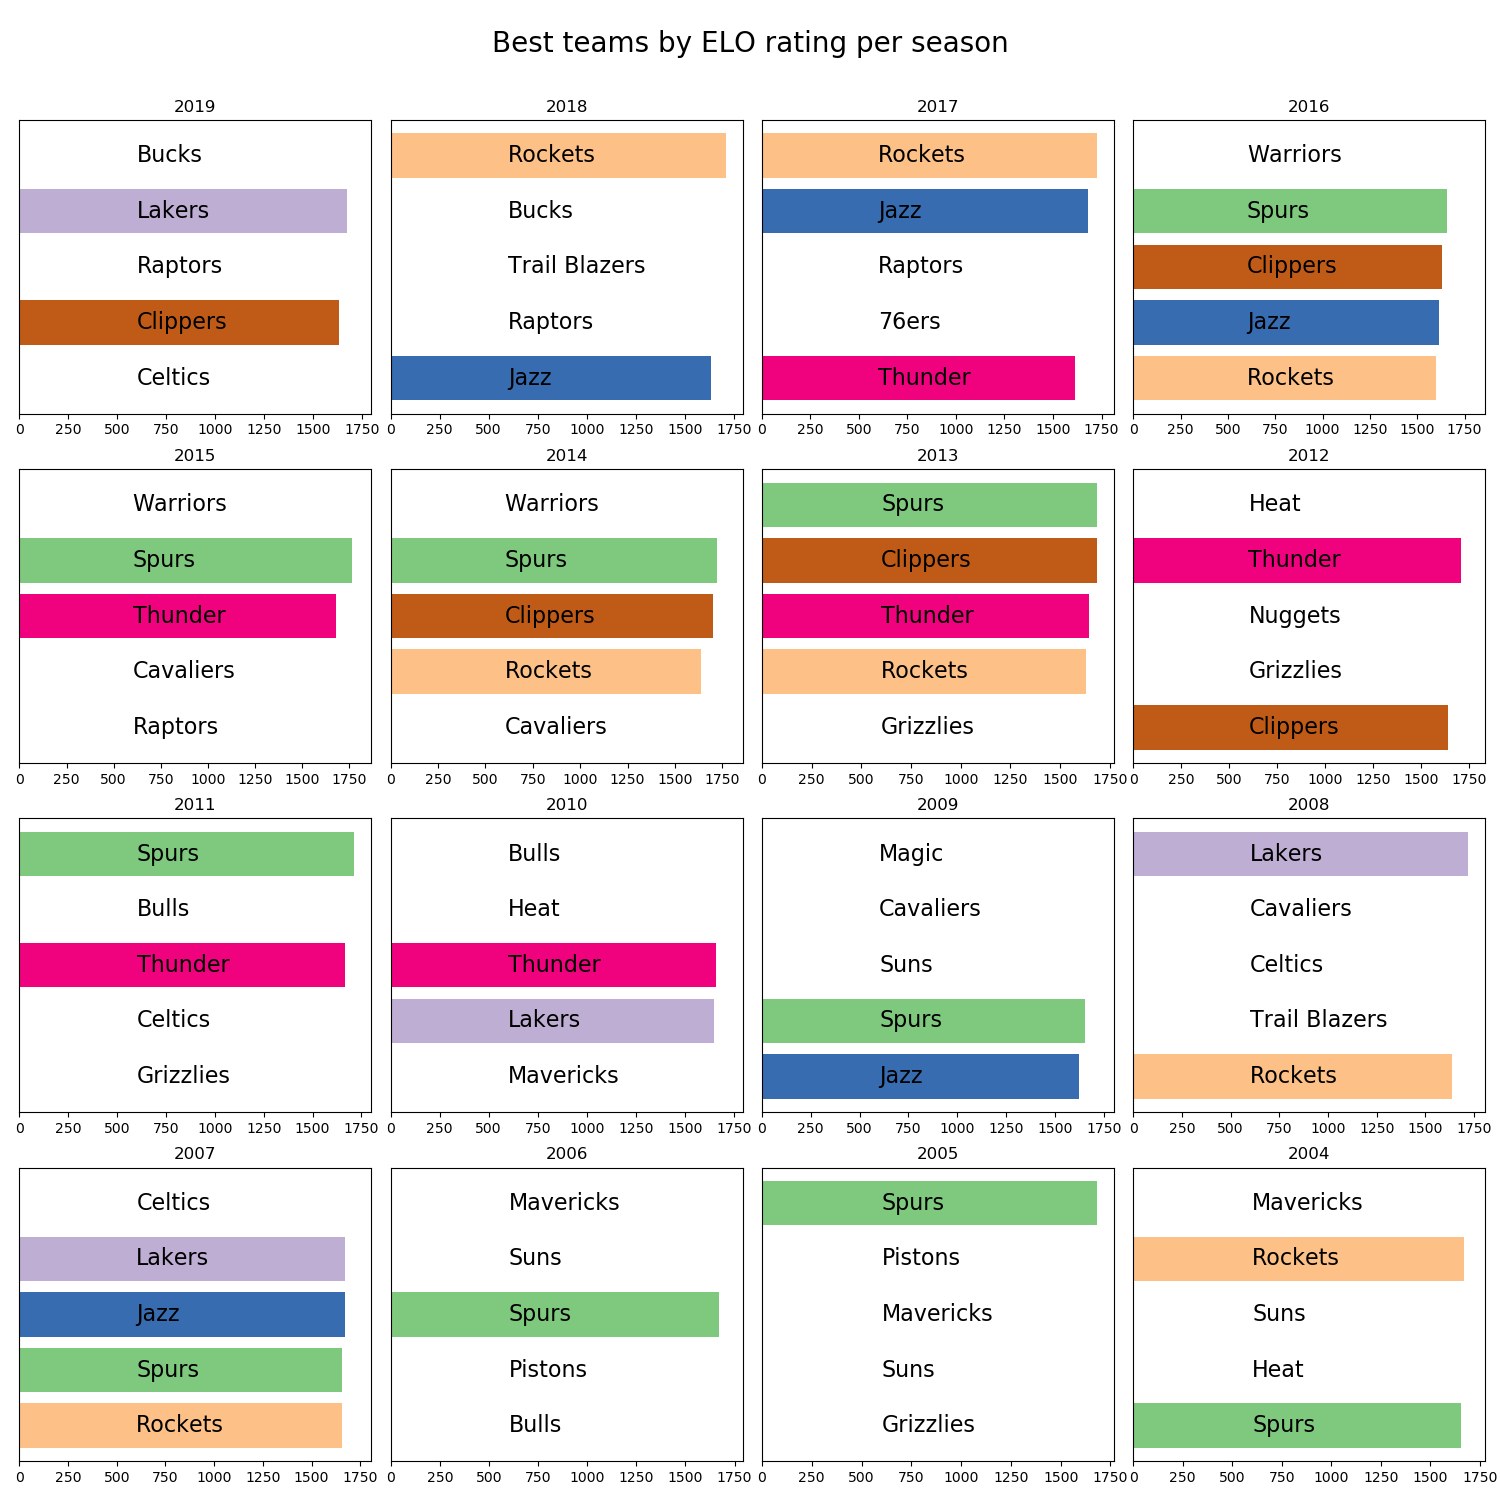 Best teams by ELO rating per season
2019
Bucks
Lakers
Raptors
Clippers
Celtics
0 250 500 750 1000 1250 1500 1750
2018
Rockets
Bucks
Trail Blazers
Raptors
Jazz
0 250 500 750 1000 1250 1500 1750
2017
Rockets
Jazz
Raptors
76ers
Thunder
0 250 500 750 1000 1250 1500 1750
2016
Warriors
Spurs
Clippers
Jazz
Rockets
0 250 500 750 1000 1250 1500 1750
2015
Warriors
Spurs
Thunder
Cavaliers
Raptors
0 250 500 750 1000 1250 1500 1750
2014
Warriors
Spurs
Clippers
Rockets
Cavaliers
0 250 500 750 1000 1250 1500 1750
2013
Spurs
Clippers
Thunder
Rockets
Grizzlies
0 250 500 750 1000 1250 1500 1750
2012
Heat
Thunder
Nuggets
Grizzlies
Clippers
0 250 500 750 1000 1250 1500 1750
2011
Spurs
Bulls
Thunder
Celtics
Grizzlies
0 250 500 750 1000 1250 1500 1750
2010
Bulls
Heat
Thunder
Lakers
Mavericks
0 250 500 750 1000 1250 1500 1750
2009
Magic
Cavaliers
Suns
Spurs
Jazz
0 250 500 750 1000 1250 1500 1750
2008
Lakers
Cavaliers
Celtics
Trail Blazers
Rockets
0 250 500 750 1000 1250 1500 1750
2007
Celtics
Lakers
Jazz
Spurs
Rockets
0 250 500 750 1000 1250 1500 1750
2006
Mavericks
Suns
Spurs
Pistons
Bulls
0 250 500 750 1000 1250 1500 1750
2005
Spurs
Pistons
Mavericks
Suns
Grizzlies
0 250 500 750 1000 1250 1500 1750
2004
Mavericks
Rockets
Suns
Heat
Spurs
0 250 500 750 1000 1250 1500 1750